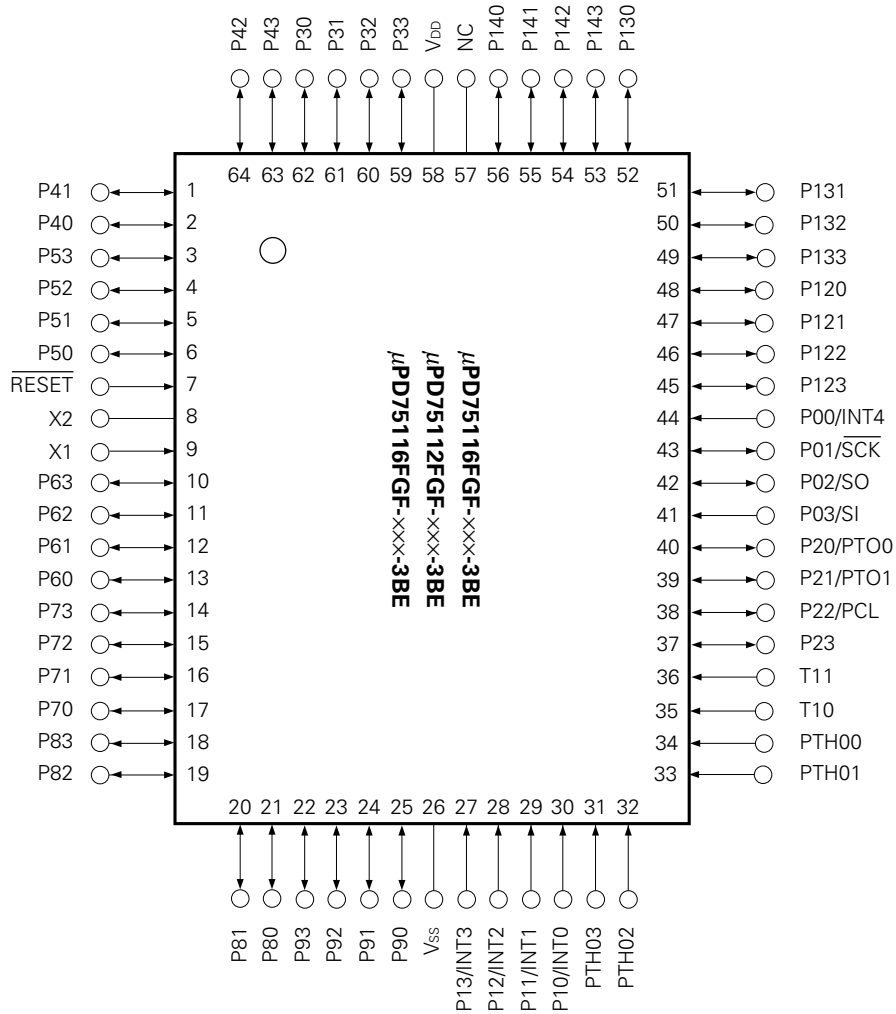 P42 P43 P30 P31 P32 P33 VDD NC P140 P141 P142 P143 P130
64 63 62 61 60 59 58 57 56 55 54 53 52
P41 1 51 P131
P40 2 50 P132
P53 3 49 P133
P52 4 48 P120
P51 5 47 P121
P50 6 46 P122
RESET 7 45 P123
X2 8 44 P00/INT4
X1 9 43 P01/SCK
P63 10 42 P02/SO
P62 11 41 P03/SI
P61 12 40 P20/PTO0
P60 13 39 P21/PTO1
P73 14 38 P22/PCL
P72 15 37 P23
P71 16 36 T11
P70 17 35 T10
P83 18 34 PTH00
P82 19 33 PTH01
μPD75116FGF-×××-3BE
μPD75112FGF-×××-3BE
μPD75116FGF-×××-3BE
20 21 22 23 24 25 26 27 28 29 30 31 32
P81 P80 P93 P92 P91 P90 VSS P13/INT3 P12/INT2 P11/INT1 P10/INT0 PTH03 PTH02